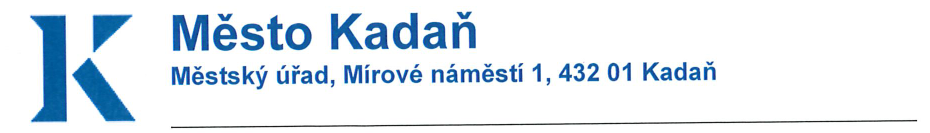 Město Kadaň
Městský úřad, Mírové náměstí 1, 432 01 Kadaň